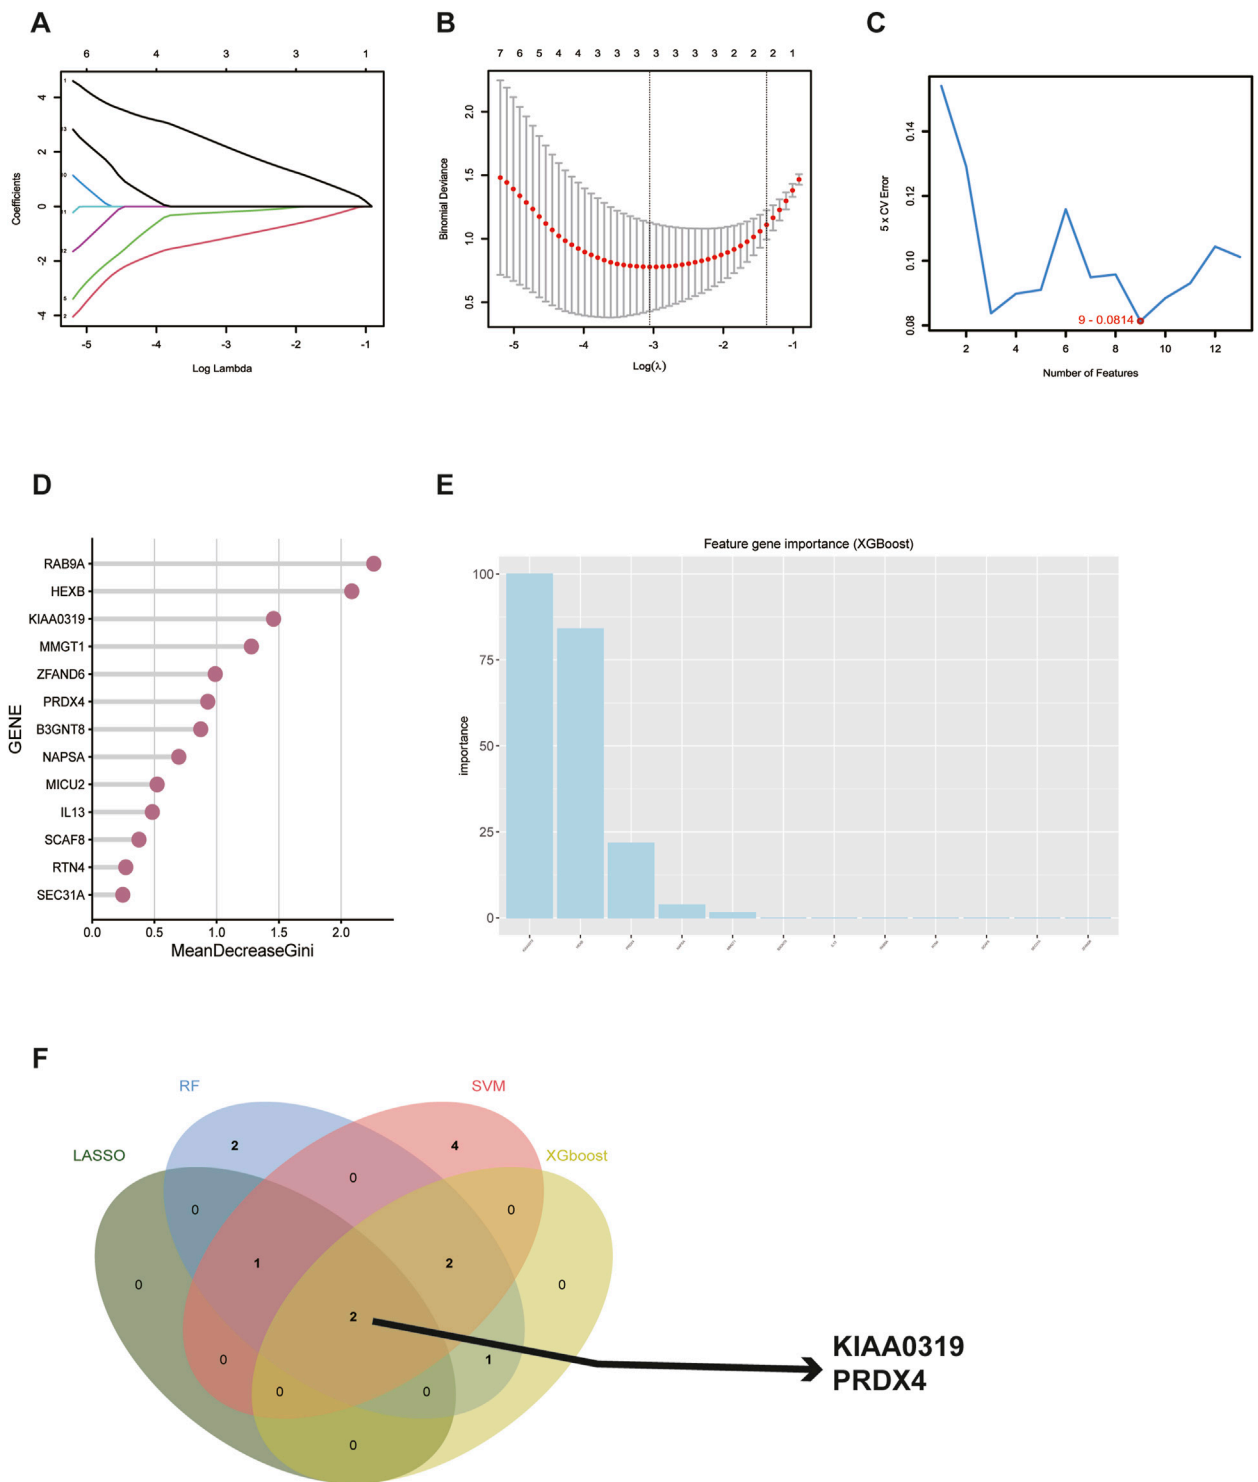 A
6 4 3 3 1
4
2
0
-2
-4
Coefficients
1
2
-5 -4 -3 -2 -1
Log Lambda
B
7 6 5 4 4 3 3 3 3 3 3 3 2 2 2 1
2.0
1.5
1.0
0.5
Binomial Deviance
-5 -4 -3 -2 -1
Log(λ)
C
0.14
0.12
0.10
0.08
5 x CV Error
9 - 0.0814
2 4 6 8 10 12
Number of Features
D
GENE
RAB9A
HEXB
KIAA0319
MMGT1
ZFAND6
PRDX4
B3GNT8
NAPSA
MICU2
IL13
SCAF8
RTN4
SEC31A
0.0 0.5 1.0 1.5 2.0
MeanDecreaseGini
E
Feature gene importance (XGBoost)
100
75
50
25
0
importance
F
RF
SVM
LASSO
XGboost
2
4
0
0
0
1
2
0
0
2
0
1
0
0
0
KIAA0319
PRDX4